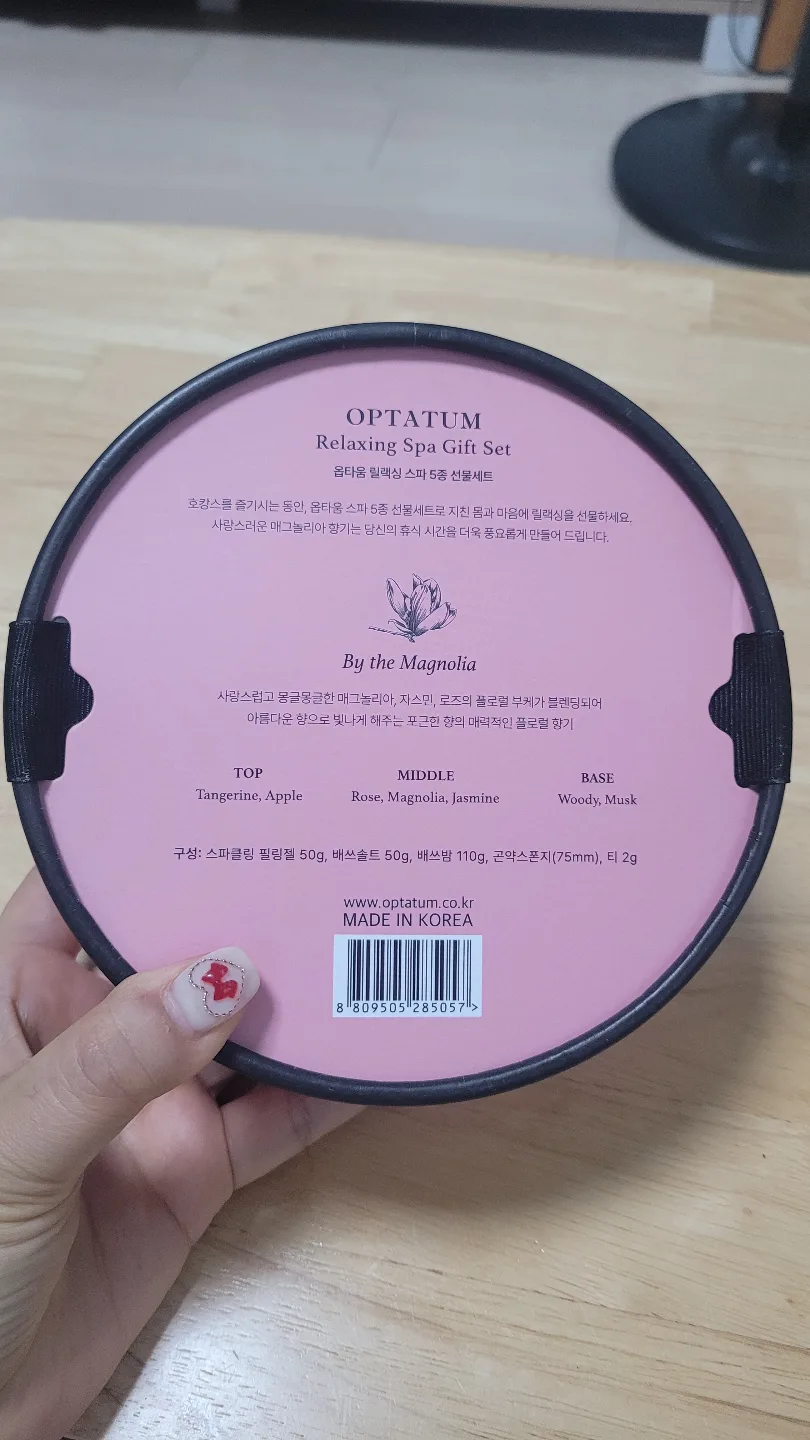 OPTATUM
Relaxing Spa Gift Set
옵타움 릴랙싱 스파 5종 선물세트
호캉스를 즐기시는 동안, 옵타움 스파 5종 선물세트로 지친 몸과 마음에 릴랙싱을 선물하세요.
사랑스러운 매그놀리아 향기는 당신의 휴식 시간을 더욱 풍요롭게 만들어 드립니다.
By the Magnolia
사랑스럽고 몽글몽글한 매그놀리아, 자스민, 로즈의 플로럴 부케가 블렌딩되어
아름다운 향으로 빛나게 해주는 포근한 향의 매력적인 플로럴 향기
TOP MIDDLE BASE
Tangerine, Apple Rose, Magnolia, Jasmine Woody, Musk
구성: 스파클링 필링젤 50g, 배쓰솔트 50g, 배쓰밤 110g, 곤약스폰지(75mm), 티 2g
www.optatum.co.kr
MADE IN KOREA
8 809505 285057 >